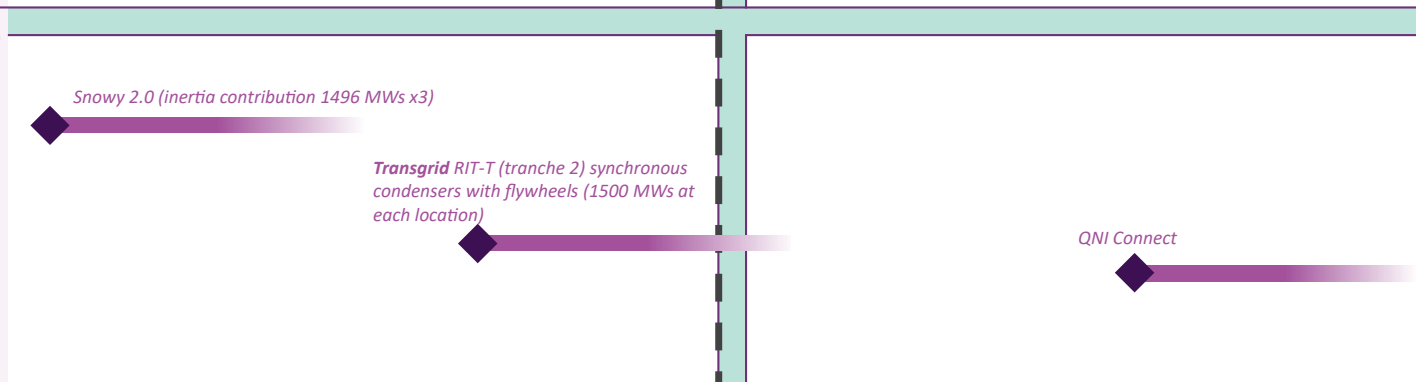 Snowy 2.0 (inertia contribution 1496 MWs x3)
Transgrid RIT-T (tranche 2) synchronous
condensers with flywheels (1500 MWs at
each location)
QNI Connect